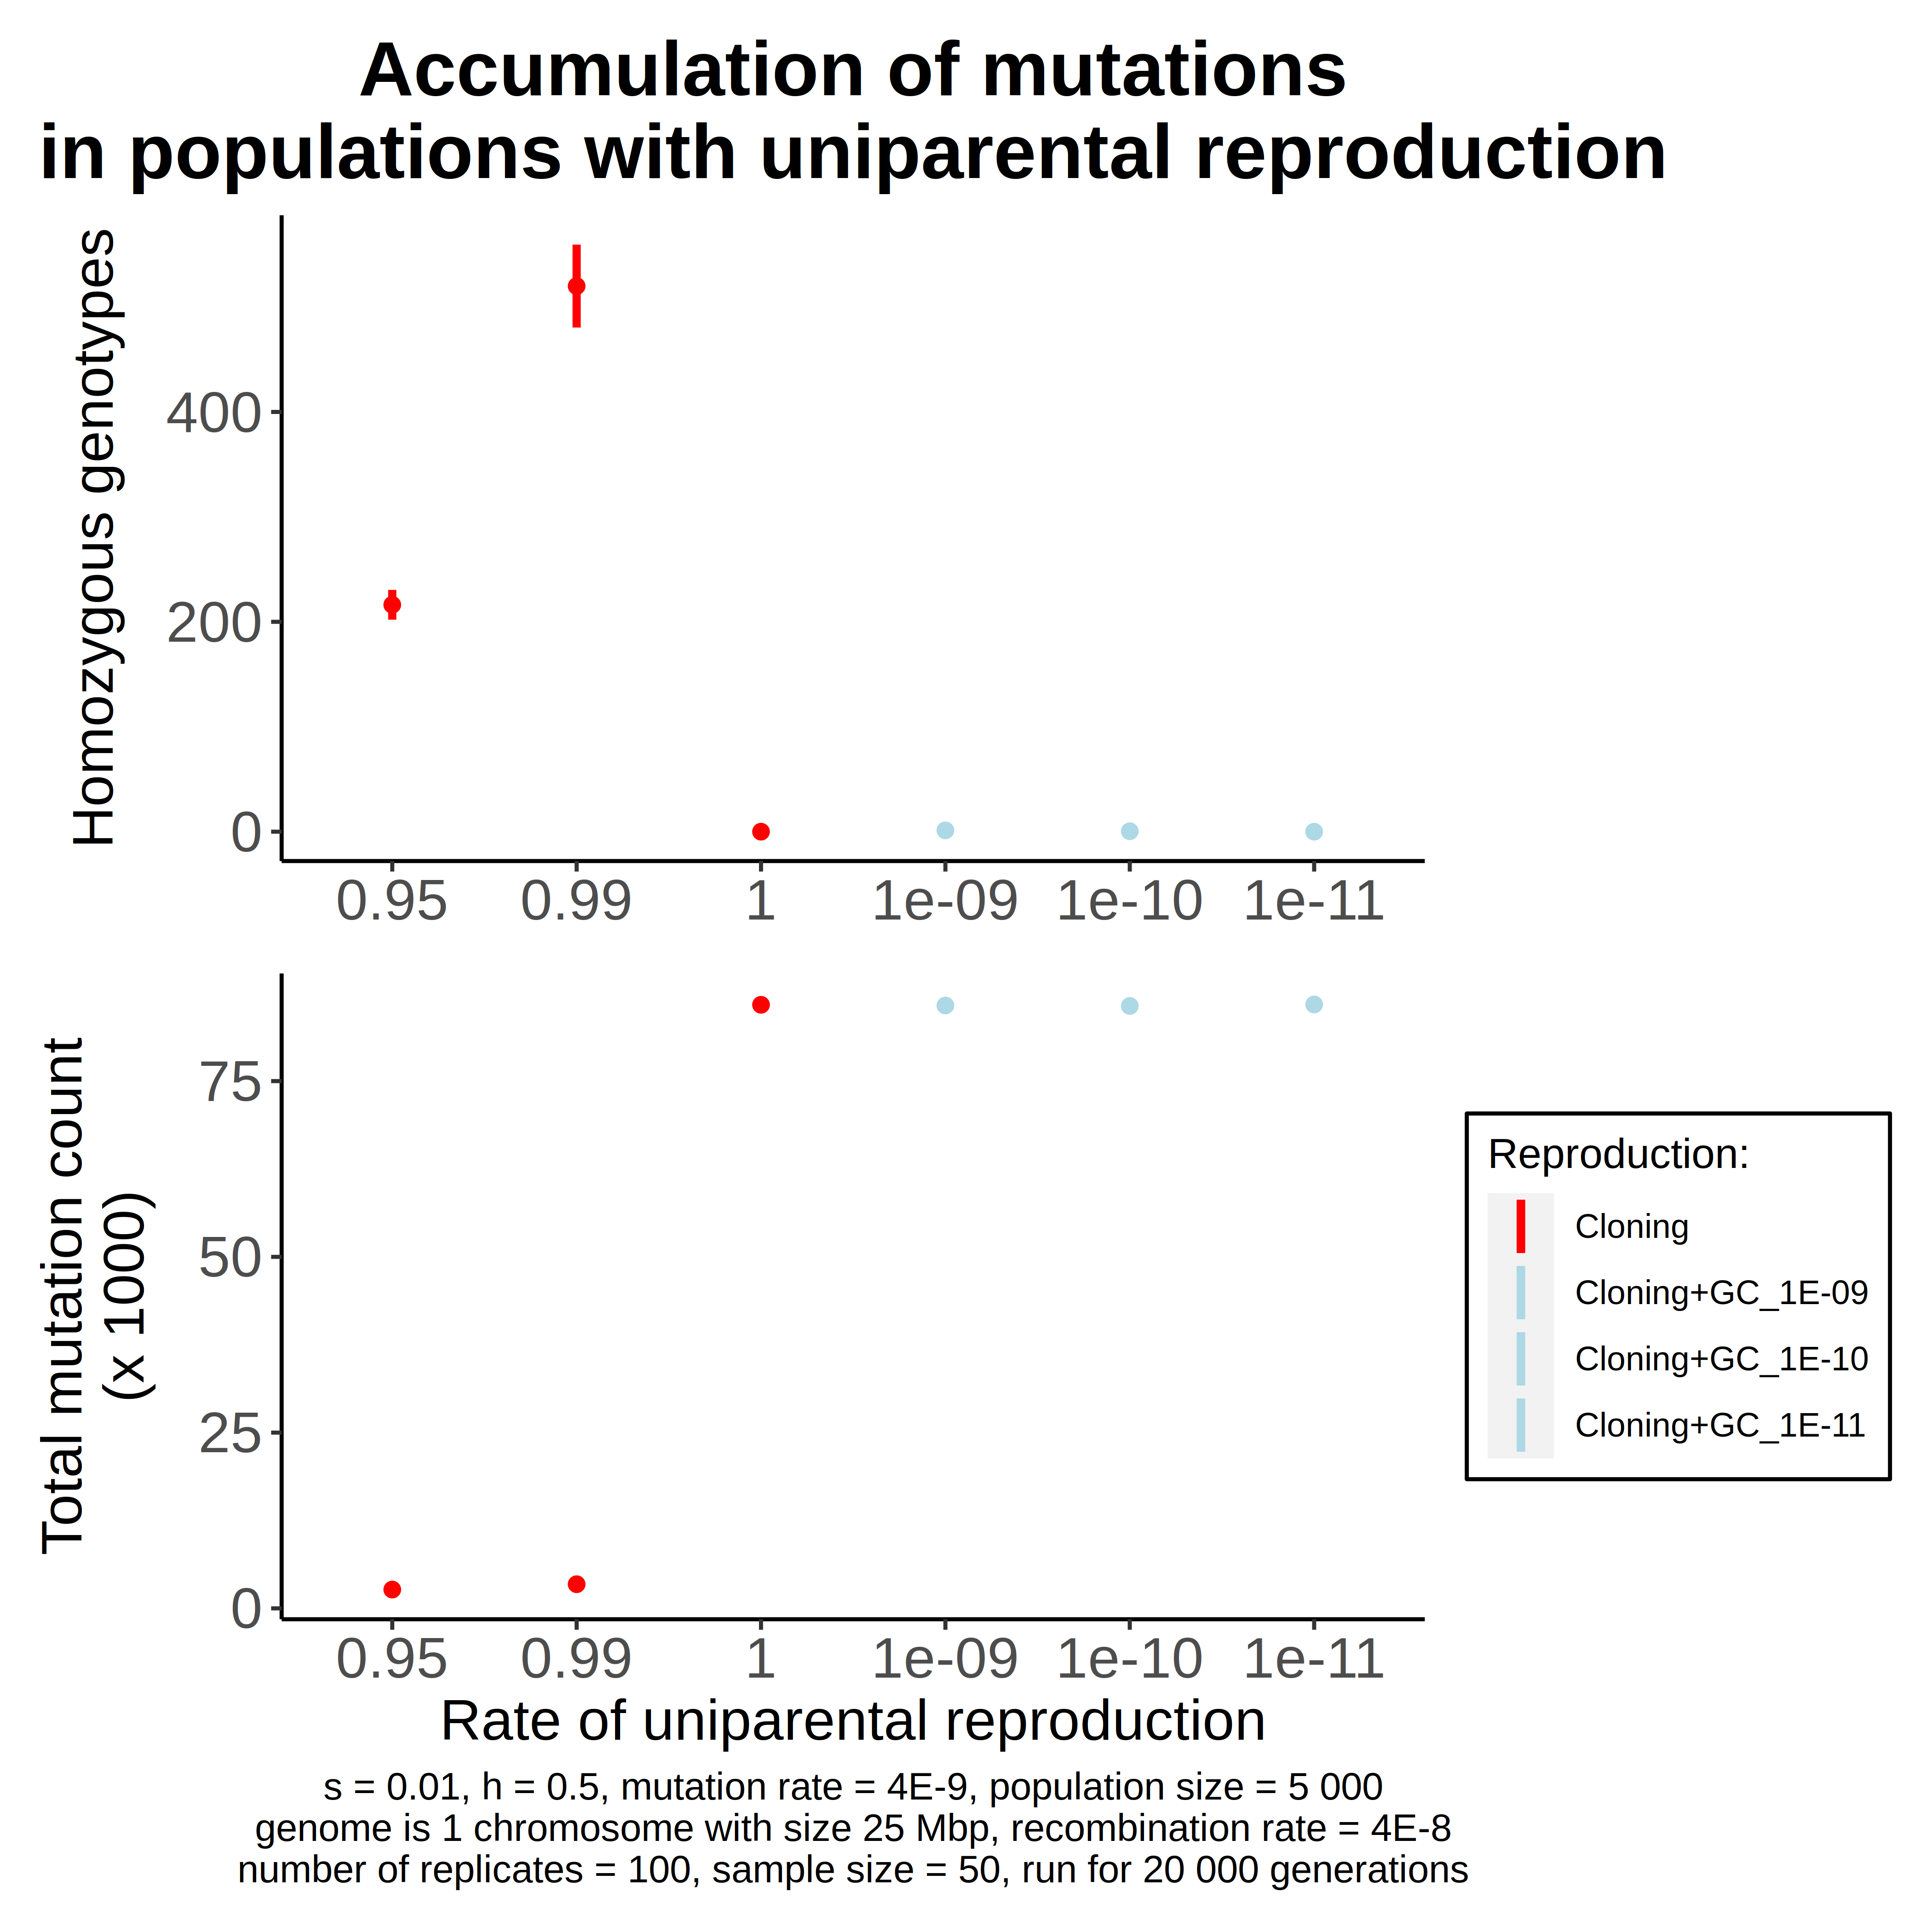 Accumulation of mutations
in populations with uniparental reproduction
Homozygous genotypes
400
200
0
0.95 0.99 1 1e-09 1e-10 1e-11
Total mutation count
(x 1000)
75
50
25
0
0.95 0.99 1 1e-09 1e-10 1e-11
Rate of uniparental reproduction
Reproduction:
Cloning
Cloning+GC_1E-09
Cloning+GC_1E-10
Cloning+GC_1E-11
s = 0.01, h = 0.5, mutation rate = 4E-9, population size = 5 000
genome is 1 chromosome with size 25 Mbp, recombination rate = 4E-8
number of replicates = 100, sample size = 50, run for 20 000 generations